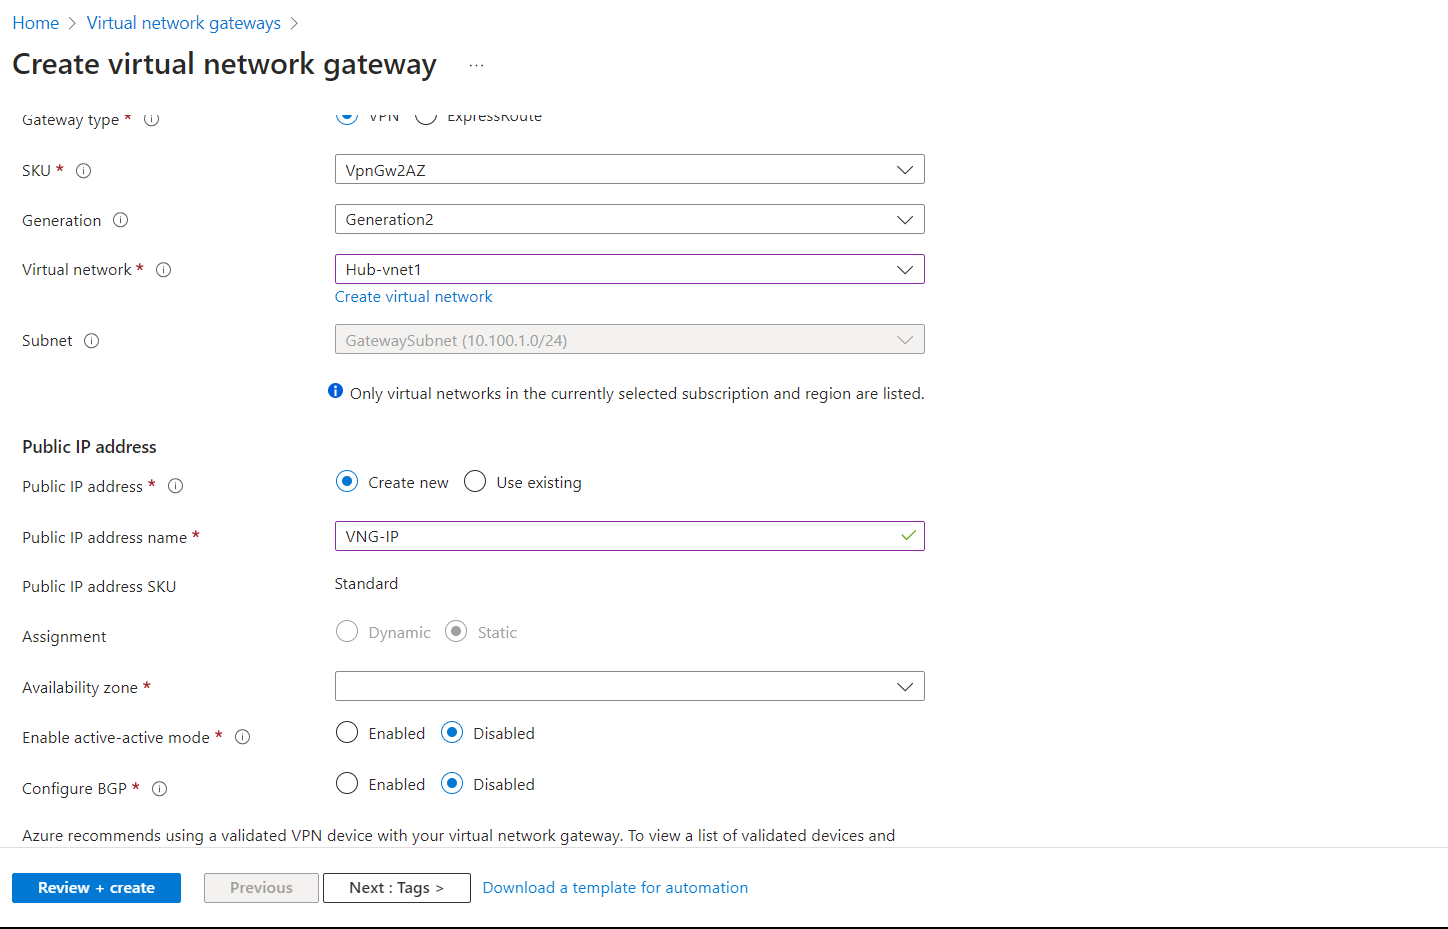 Home > Virtual network gateways >
Create virtual network gateway ...
Gateway type * VPN ExpressRoute
SKU * VpnGw2AZ
Generation Generation2
Virtual network * Hub-vnet1
Create virtual network
Subnet GatewaySubnet (10.100.1.0/24)
Only virtual networks in the currently selected subscription and region are listed.
Public IP address
Public IP address * Create new Use existing
Public IP address name * VNG-IP
Public IP address SKU Standard
Assignment Dynamic Static
Availability zone *
Enable active-active mode * Enabled Disabled
Configure BGP * Enabled Disabled
Azure recommends using a validated VPN device with your virtual network gateway. To view a list of validated devices and
Review + create Previous Next : Tags > Download a template for automation